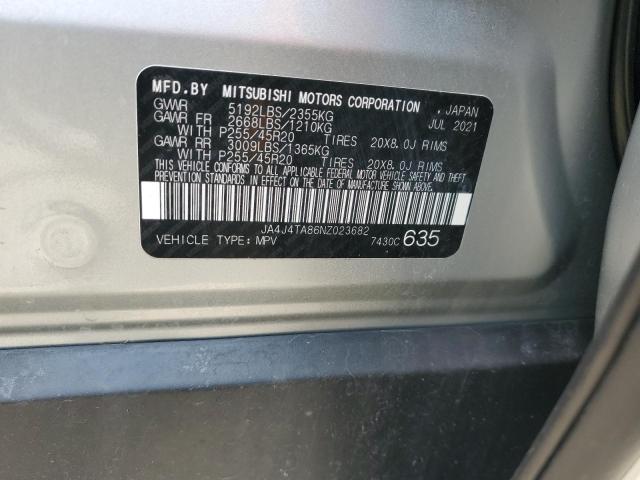 MFD.BY MITSUBISHI MOTORS CORPORATION , JAPAN
GVWR 5192LBS/2355KG JUL 2021
GAWR FR 2668LBS/1210KG
WITH P255/45R20 TIRES 20X8.0J RIMS
GAWR RR 3009LBS/1365KG
WITH P255/45R20 TIRES 20X8.0J RIMS
THIS VEHICLE CONFORMS TO ALL APPLICABLE FEDERAL MOTOR VEHICLE SAFETY AND THEFT
PREVENTION STANDARDS IN EFFECT ON THE DATE OF MANUFACTURE SHOWN ABOVE.
JA4J4TA86NZ023682
VEHICLE TYPE: MPV 7430C 635